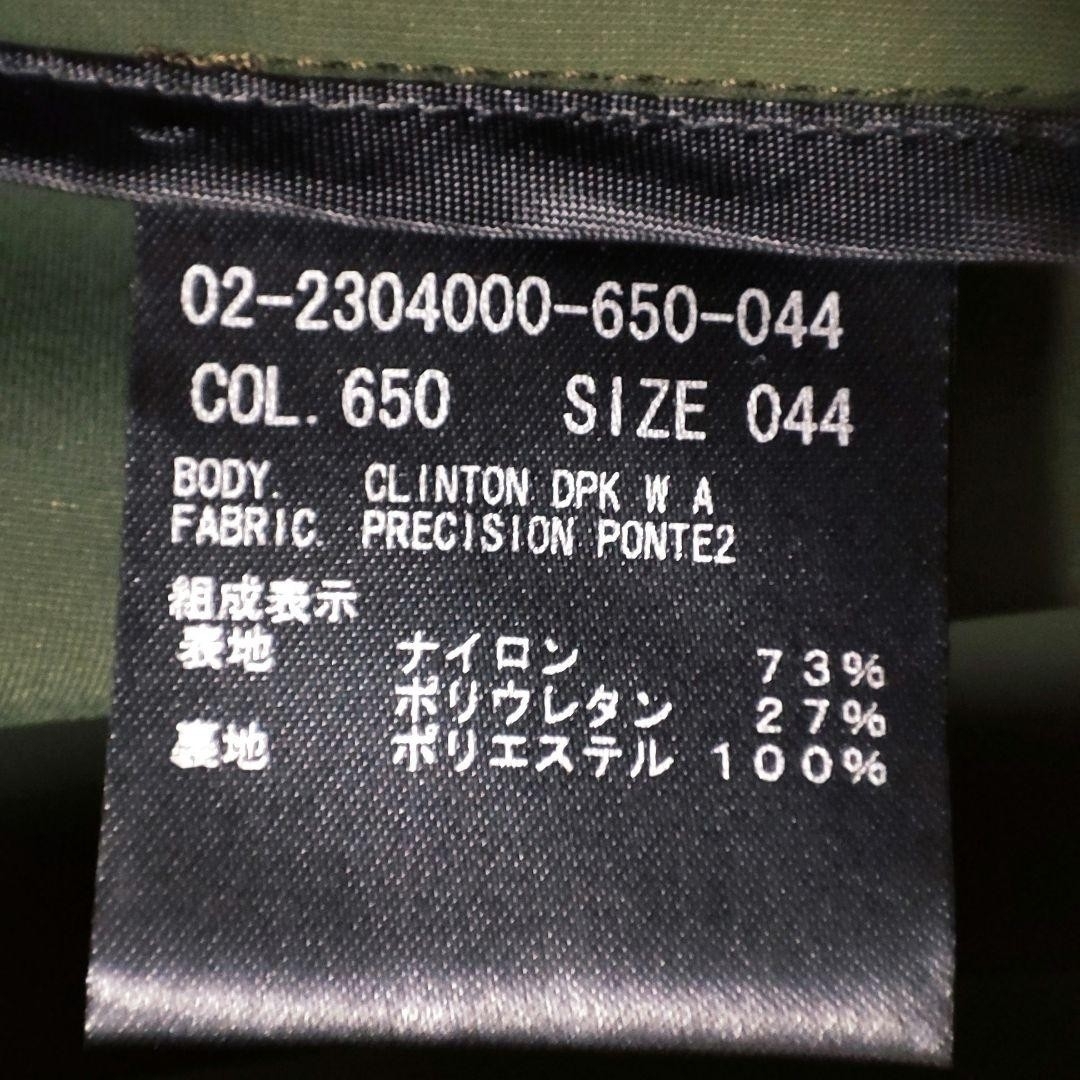 02-2304000-650-044
COL. 650 SIZE 044
BODY. CLINTON DPK W A
FABRIC. PRECISION PONTE2
組成表示
表地 ナイロン 73%
ポリウレタン 27%
裏地 ポリエステル 100%